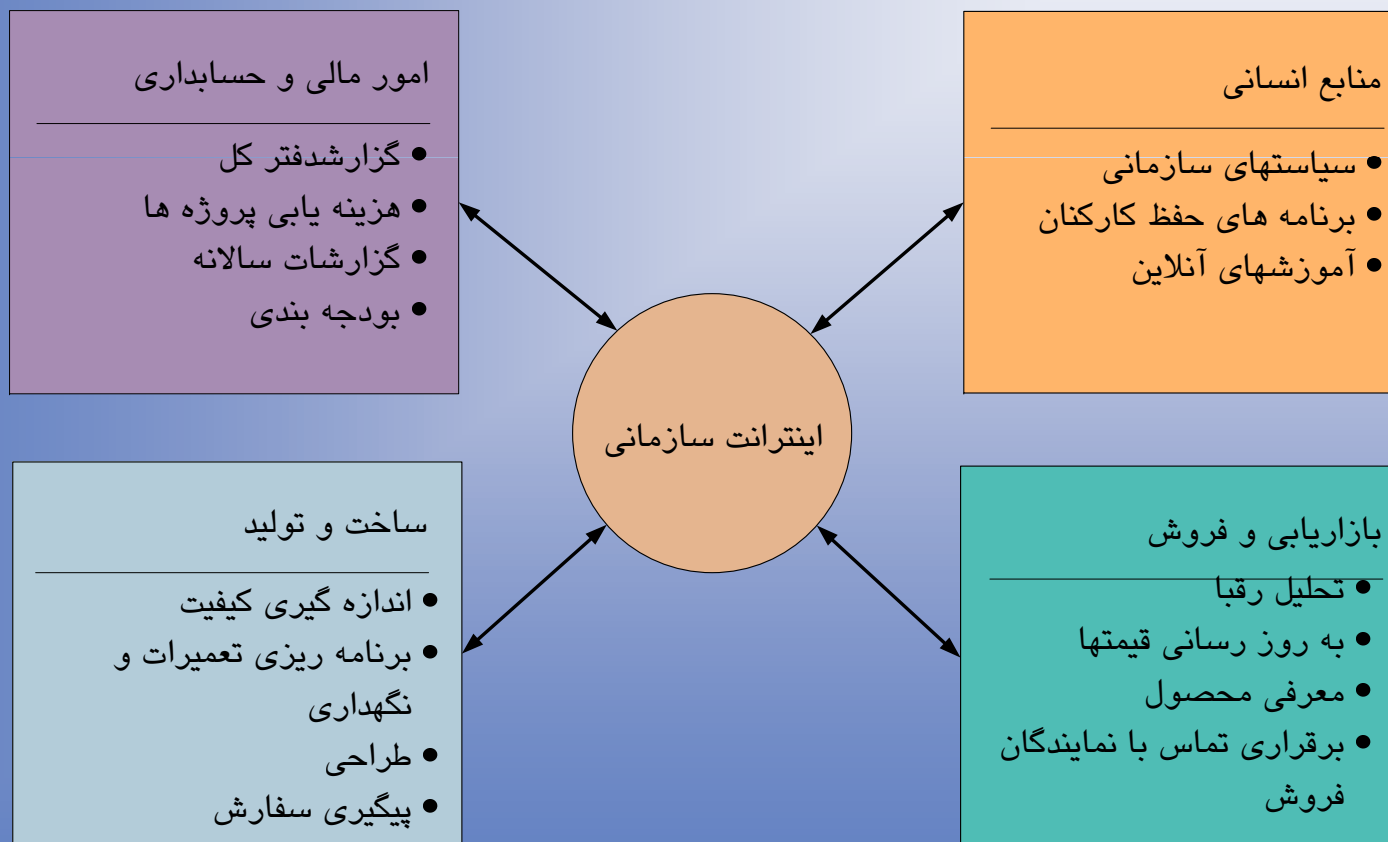 منابع انسانی
• سیاستهای سازمانی
• برنامه های حفظ کارکنان
• آموزشهای آنلاین
امور مالی و حسابداری
• گزارشدفتر کل
• هزینه یابی پروژه ها
• گزارشات سالانه
• بودجه بندی
اینترانت سازمانی
بازاریابی و فروش
• تحلیل رقبا
• به روز رسانی قیمتها
• معرفی محصول
• برقراری تماس با نمایندگان
فروش
ساخت و تولید
• اندازه گیری کیفیت
• برنامه ریزی تعمیرات و
نگهداری
• طراحی
• پیگیری سفارش